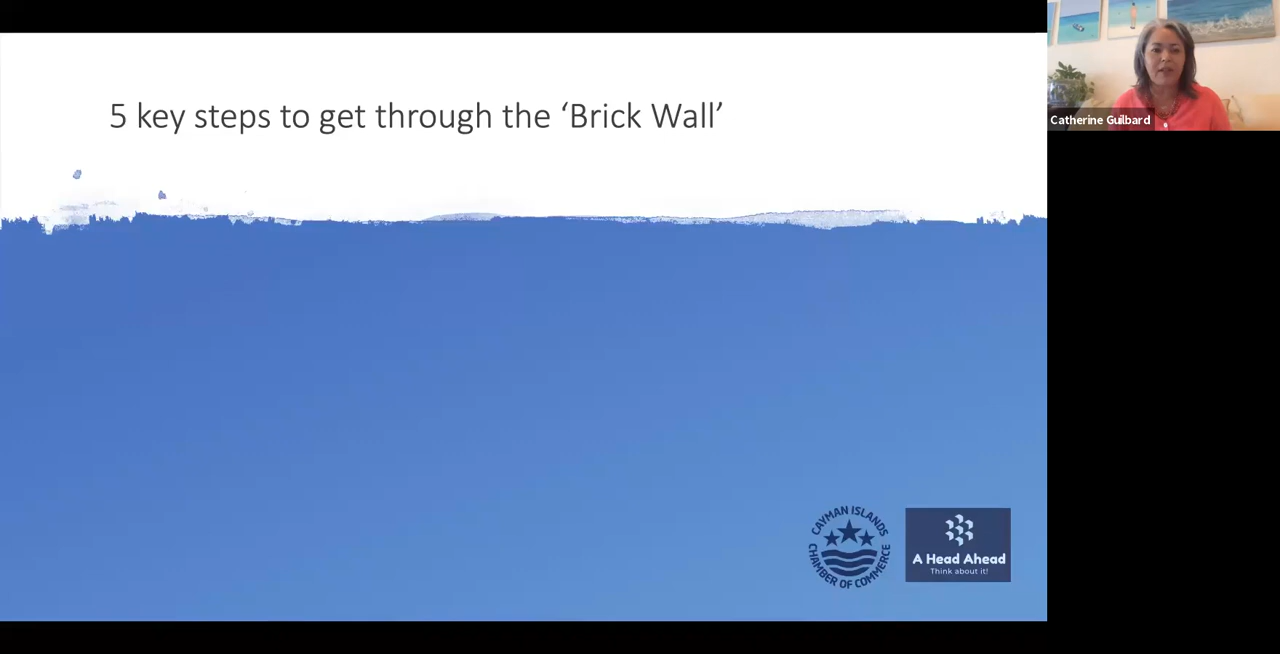 5 key steps to get through the ‘Brick Wall’
Catherine Guilbard
CAYMAN ISLANDS
CHAMBER OF COMMERCE
A Head Ahead
Think about it!